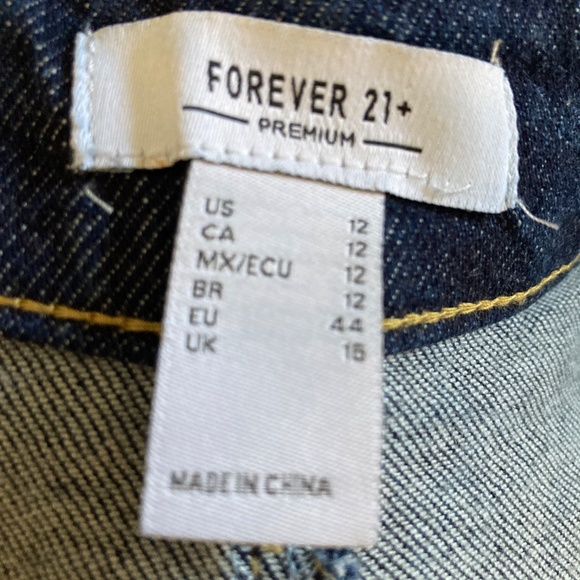 FOREVER 21+
PREMIUM
US 12
CA 12
MX/ECU 12
BR 12
EU 44
UK 16
MADE IN CHINA